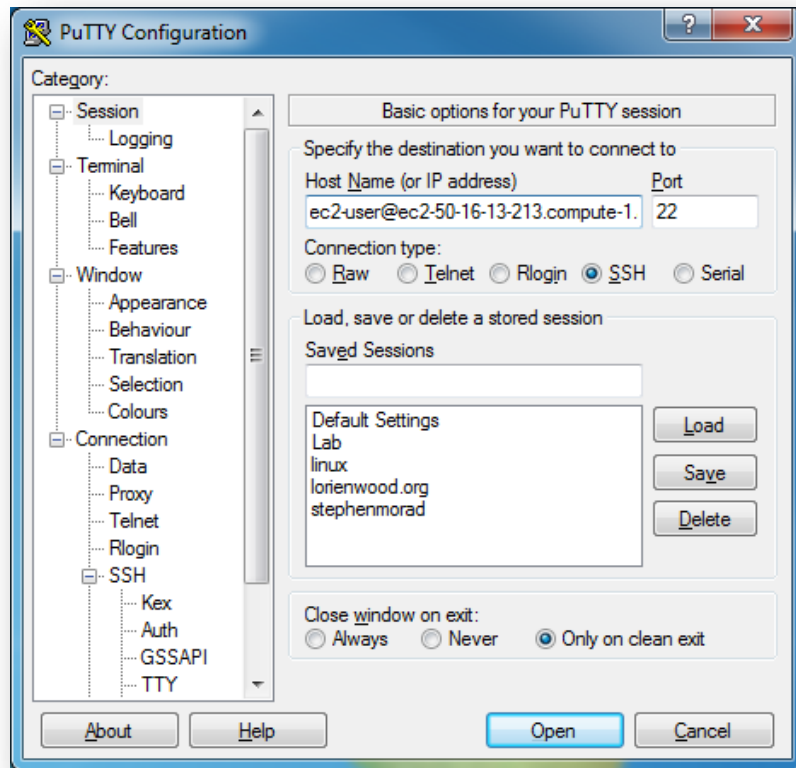 PuTTY Configuration
?
X
Category:
Session
Logging
Terminal
Keyboard
Bell
Features
Window
Appearance
Behaviour
Translation
Selection
Colours
Connection
Data
Proxy
Telnet
Rlogin
SSH
Kex
Auth
GSSAPI
TTY
Basic options for your PuTTY session
Specify the destination you want to connect to
Host Name (or IP address) Port
ec2-user@ec2-50-16-13-213.compute-1. 22
Connection type:
Raw Telnet Rlogin SSH Serial
Load, save or delete a stored session
Saved Sessions
Default Settings
Lab
linux
lorienwood.org
stephenmorad
Load
Save
Delete
Close window on exit:
Always Never Only on clean exit
About Help Open Cancel